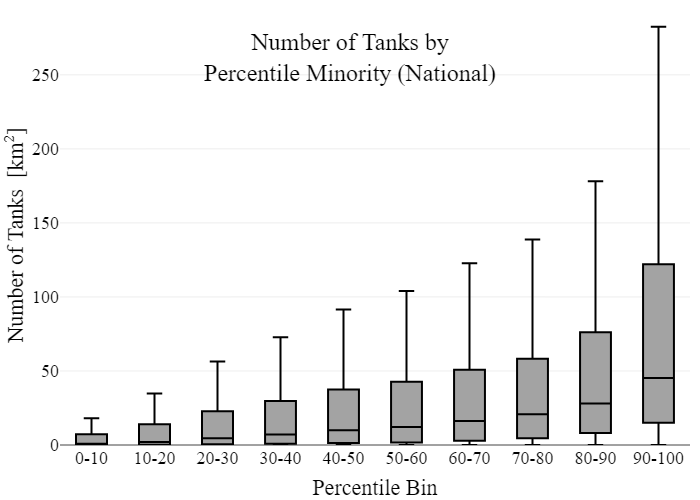 Number of Tanks by
Percentile Minority (National)
Number of Tanks [km²]
250
200
150
100
50
0
0-10 10-20 20-30 30-40 40-50 50-60 60-70 70-80 80-90 90-100
Percentile Bin